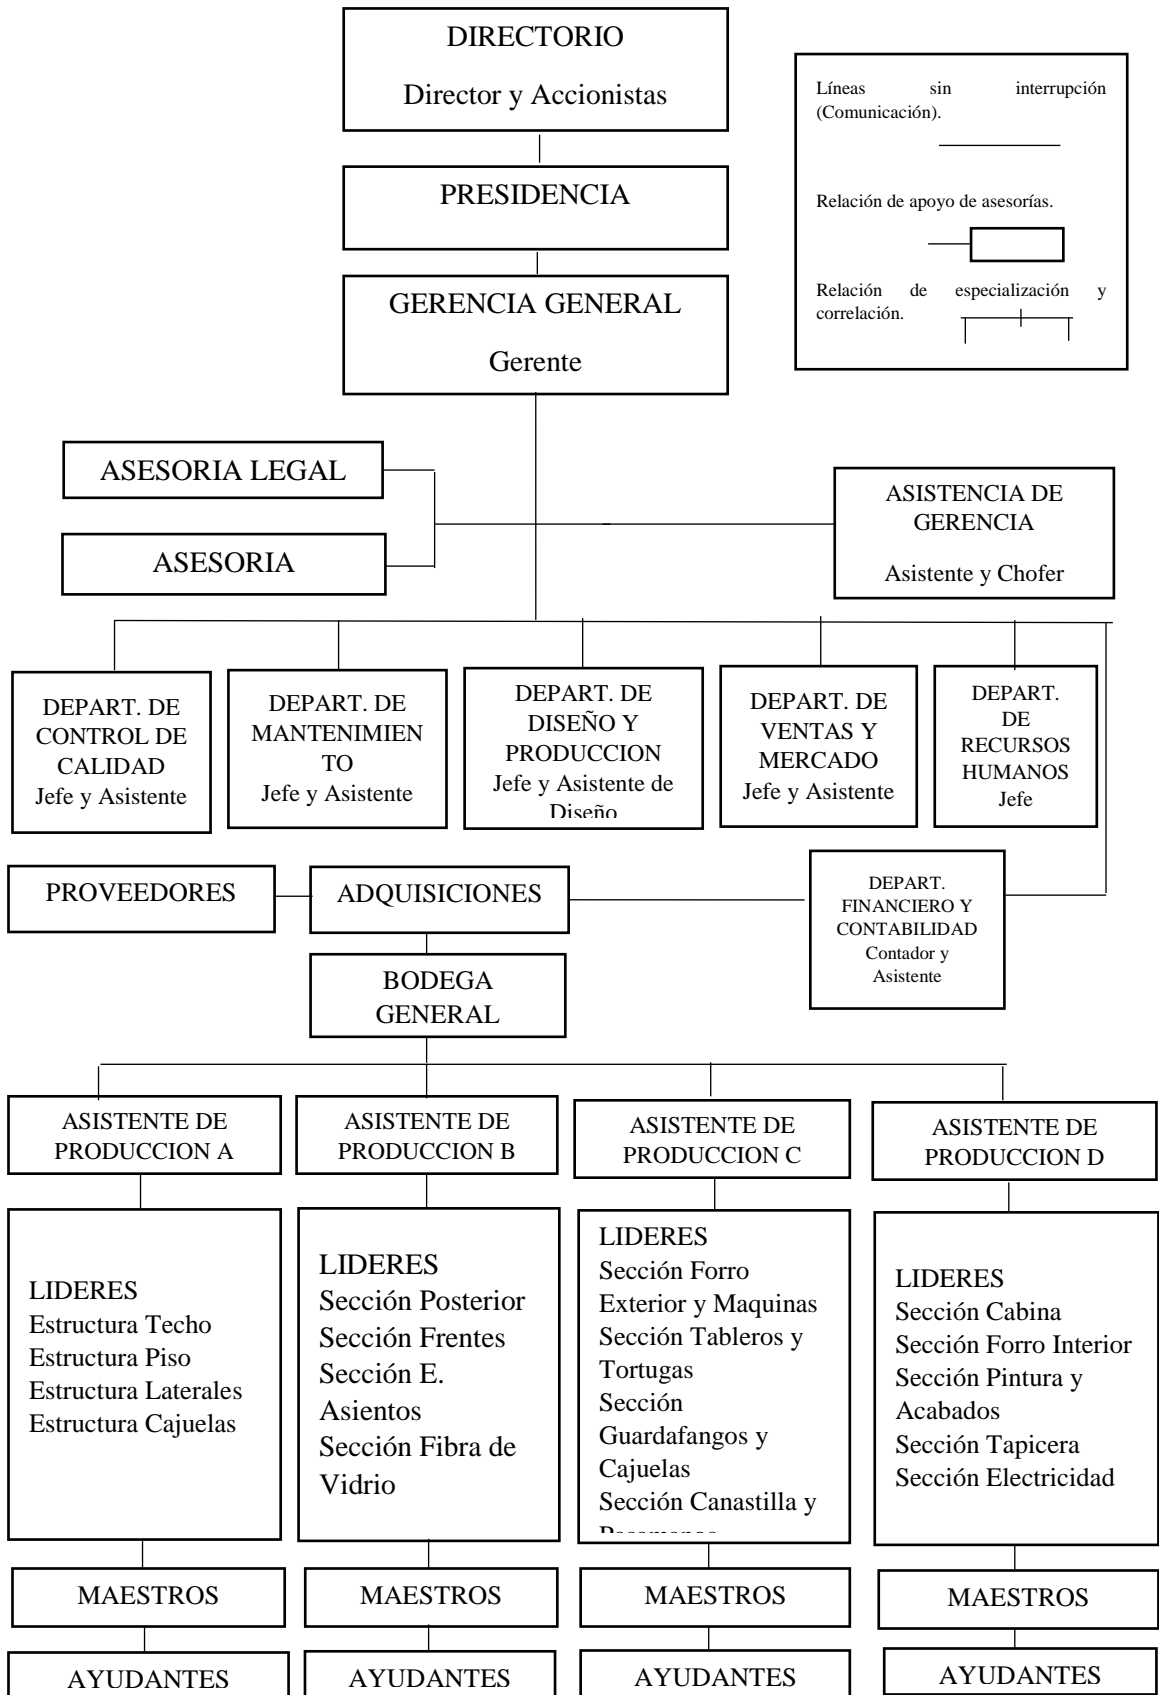 DIRECTORIO
Director y Accionistas
Líneas sin interrupción
(Comunicación).
PRESIDENCIA
Relación de apoyo de asesorías.
GERENCIA GENERAL
Gerente
Relación de especialización y
correlación.
ASESORIA LEGAL
ASESORIA
ASISTENCIA DE
GERENCIA
Asistente y Chofer
DEPART. DE
CONTROL DE
CALIDAD
Jefe y Asistente
DEPART. DE
MANTENIMIEN
TO
Jefe y Asistente
DEPART. DE
DISEÑO Y
PRODUCCION
Jefe y Asistente de
Diseño
DEPART. DE
VENTAS Y
MERCADO
Jefe y Asistente
DEPART.
DE
RECURSOS
HUMANOS
Jefe
PROVEEDORES
ADQUISICIONES
DEPART.
FINANCIERO Y
CONTABILIDAD
Contador y
Asistente
BODEGA
GENERAL
ASISTENTE DE
PRODUCCION A
ASISTENTE DE
PRODUCCION B
ASISTENTE DE
PRODUCCION C
ASISTENTE DE
PRODUCCION D
LIDERES
Estructura Techo
Estructura Piso
Estructura Laterales
Estructura Cajuelas
LIDERES
Sección Posterior
Sección Frentes
Sección E.
Asientos
Sección Fibra de
Vidrio
LIDERES
Sección Forro
Exterior y Maquinas
Sección Tableros y
Tortugas
Sección
Guardafangos y
Cajuelas
Sección Canastilla y
LIDERES
Sección Cabina
Sección Forro Interior
Sección Pintura y
Acabados
Sección Tapicera
Sección Electricidad
MAESTROS
MAESTROS
MAESTROS
MAESTROS
AYUDANTES
AYUDANTES
AYUDANTES
AYUDANTES